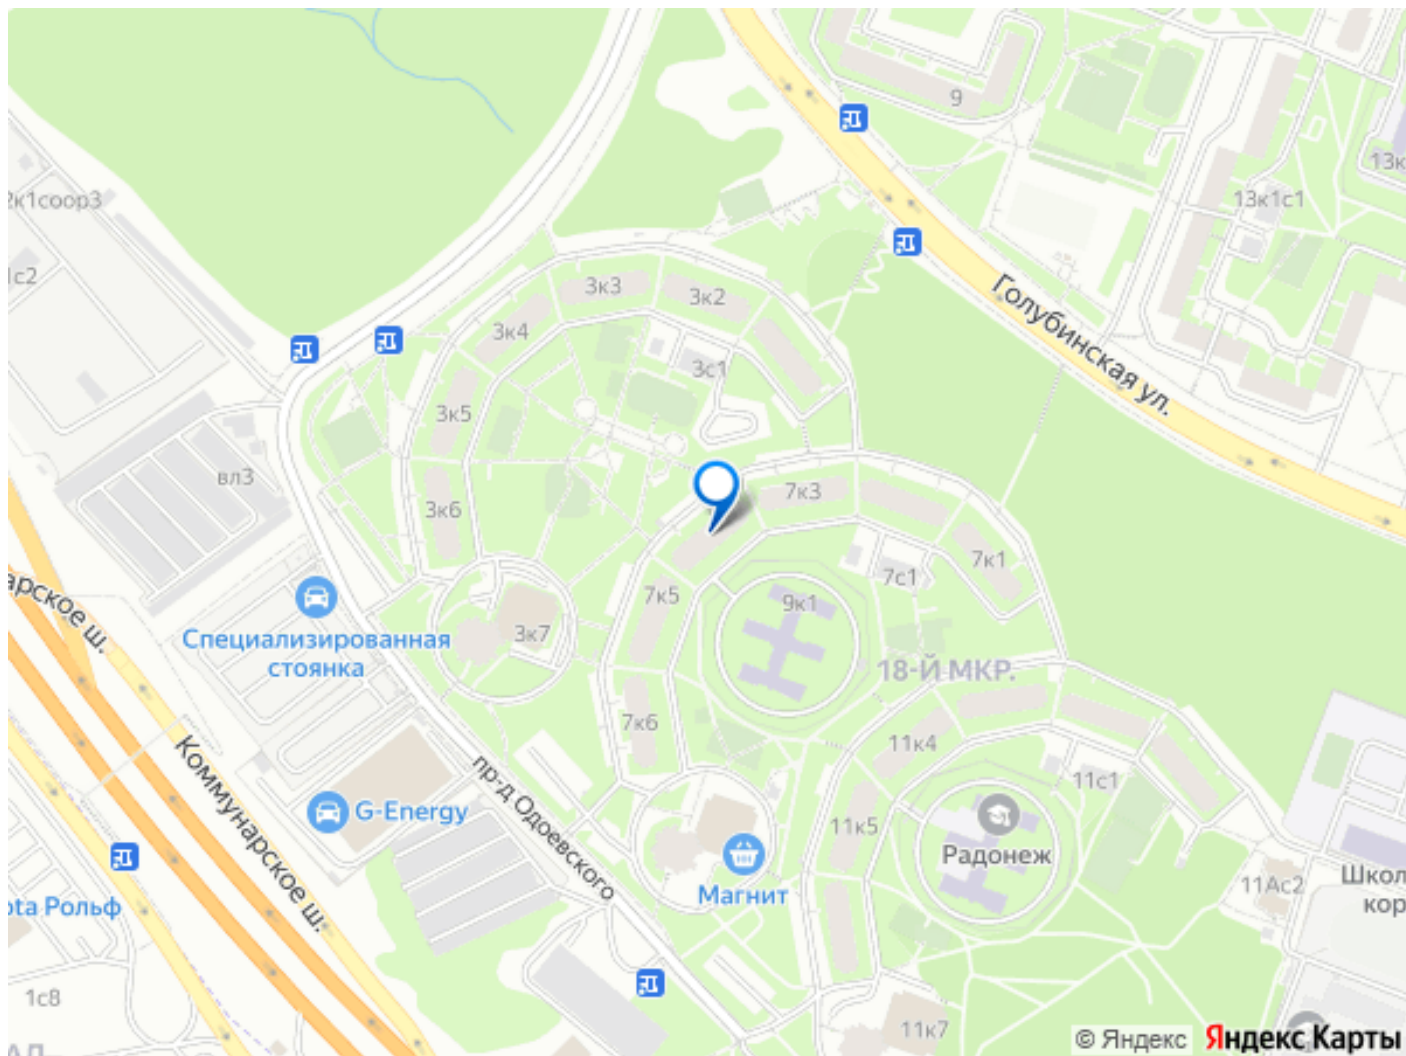 9
13к
2к1соор3
13к1с1
1с2
3к3
3к2
Голубинская ул.
3к4
3с1
3к5
вл3
7к3
3к6
7к1
арское ш.
7с1
7к5
9к1
Специализированная
стоянка
3к7
18-Й МКР.
7к6
11к4
Коммунарское ш.
пр-д Одоевского
11с1
G-Energy
11к5
Радонеж
Магнит
11Ас2
Школ
кор
ota Рольф
1с8
11к7
© Яндекс
Яндекс Карты